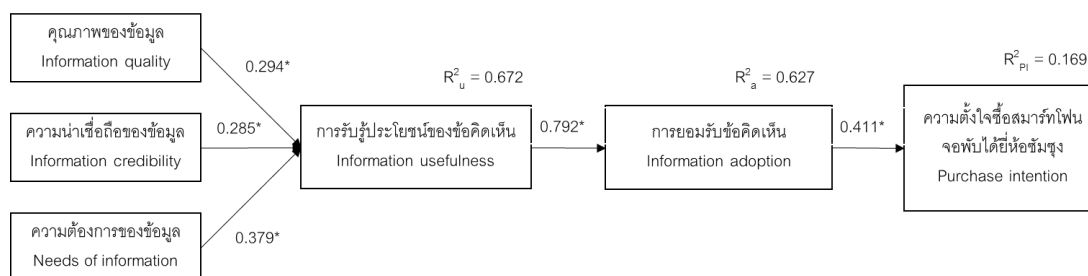 คุณภาพของข้อมูล
Information quality
0.294*
ความน่าเชื่อถือของข้อมูล
Information credibility
0.285*
ความต้องการของข้อมูล
Needs of information
0.379*
R²u = 0.672
การรับรู้ประโยชน์ของข้อคิดเห็น
Information usefulness
0.792*
R²a = 0.627
การยอมรับข้อคิดเห็น
Information adoption
0.411*
R²PI = 0.169
ความตั้งใจซื้อสมาร์ทโฟน
จอพับได้ยี่ห้อซัมซุง
Purchase intention